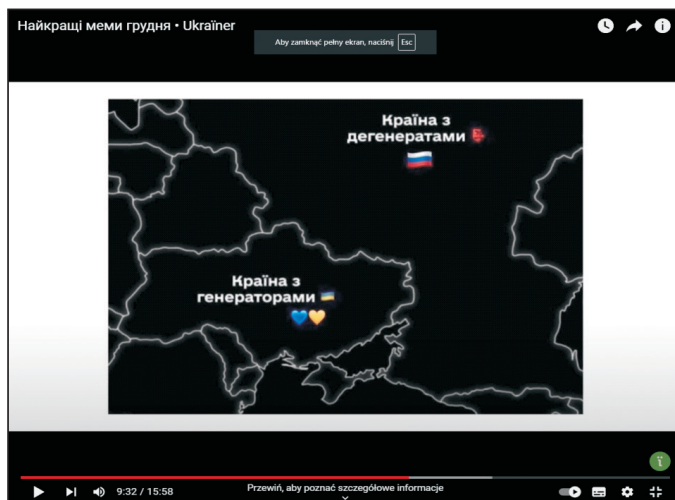 Найкращі меми грудня • Ukraïner
Aby zamknąć pełny ekran, naciśnij Esc
Країна з
дегенератами
Країна з
генераторами
ї
9:32 / 15:58
Przewiń, aby poznać szczegółowe informacje